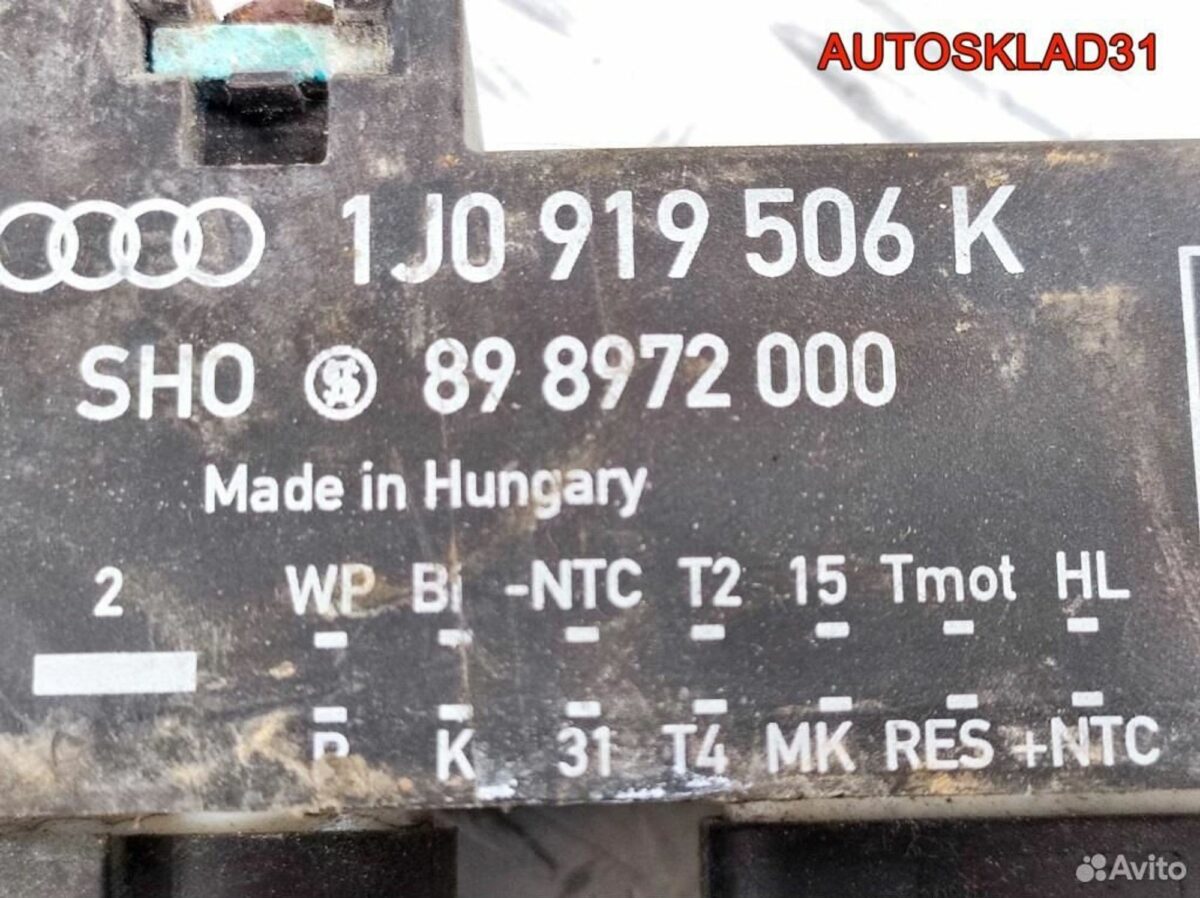 AUTOSKLAD31
1J0 919 506 K
SHO 89 8972 000
Made in Hungary
2 WP BI -NTC T2 15 Tmot HL
K 31 T4 MK RES +NTC
Avito